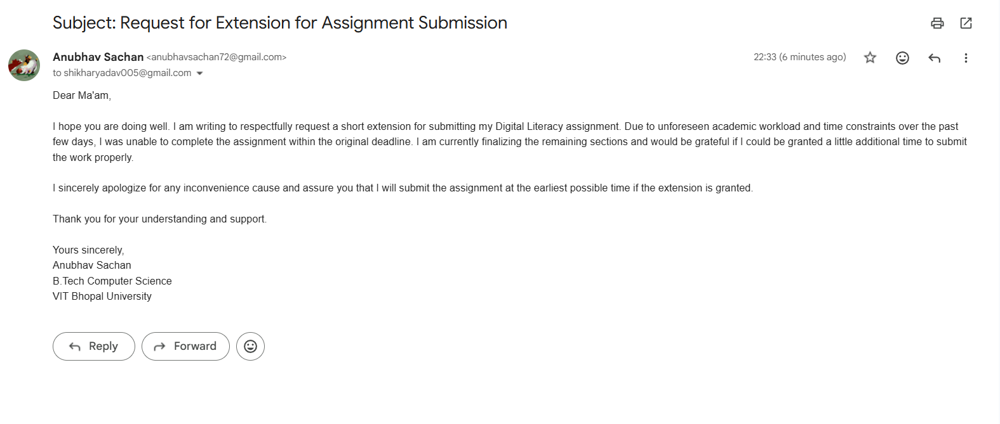 Subject: Request for Extension for Assignment Submission
Anubhav Sachan <anubhavsachan72@gmail.com>
22:33 (6 minutes ago)
to shikharyadav005@gmail.com
Dear Ma'am,
I hope you are doing well. I am writing to respectfully request a short extension for submitting my Digital Literacy assignment. Due to unforeseen academic workload and time constraints over the past
few days, I was unable to complete the assignment within the original deadline. I am currently finalizing the remaining sections and would be grateful if I could be granted a little additional time to submit
the work properly.
I sincerely apologize for any inconvenience cause and assure you that I will submit the assignment at the earliest possible time if the extension is granted.
Thank you for your understanding and support.
Yours sincerely,
Anubhav Sachan
B.Tech Computer Science
VIT Bhopal University
Reply
Forward